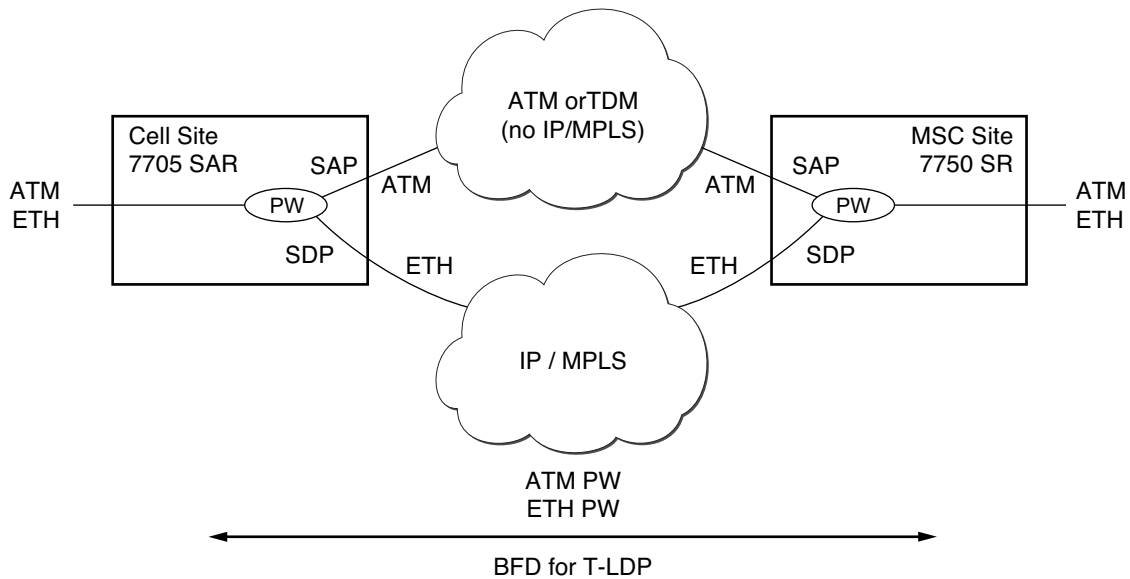 ATM orTDM
(no IP/MPLS)
Cell Site
7705 SAR
MSC Site
7750 SR
SAP
SAP
ATM
ATM
ATM
ETH
PW
PW
ATM
ETH
SDP
SDP
ETH
ETH
IP / MPLS
ATM PW
ETH PW
BFD for T-LDP